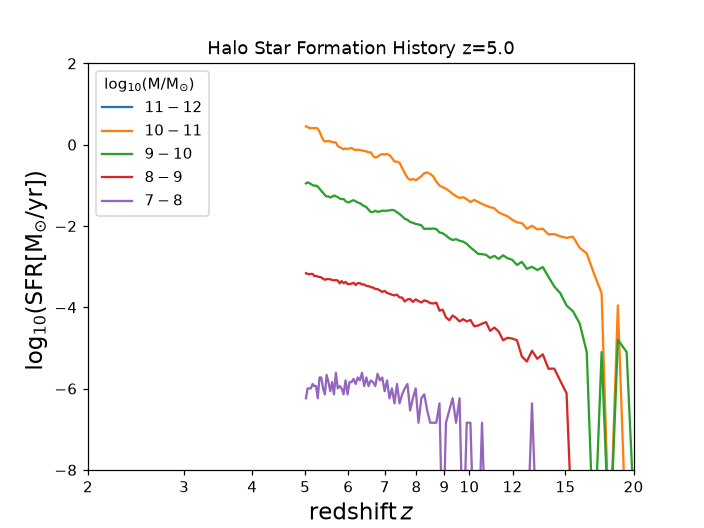 Halo Star Formation History z=5.0
log₁₀(SFR[M⊙/yr])
2
0
−2
−4
−6
−8
log₁₀(M/M⊙)
11 − 12
10 − 11
9 − 10
8 − 9
7 − 8
2 3 4 5 6 7 8 9 10 12 15 20
redshift z